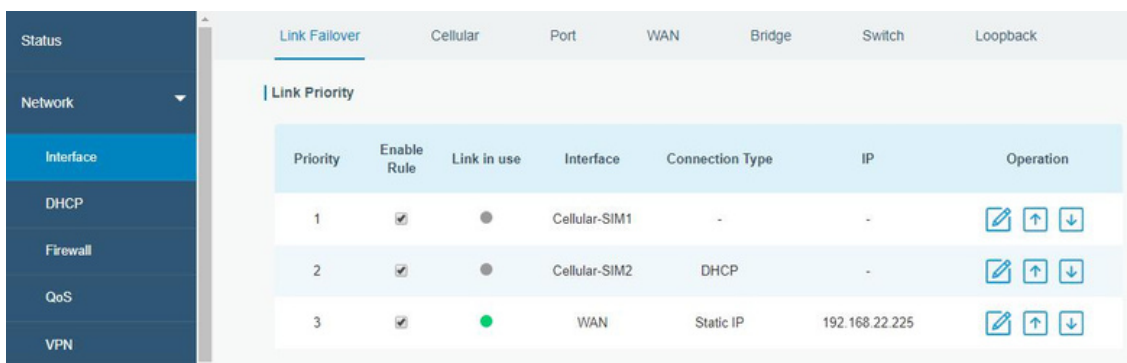 Status
Network
Interface
DHCP
Firewall
QoS
VPN
Link Failover Cellular Port WAN Bridge Switch Loopback
Link Priority
Priority Enable Rule Link in use Interface Connection Type IP Operation
1 Cellular-SIM1 - -
2 Cellular-SIM2 DHCP -
3 WAN Static IP 192.168.22.225